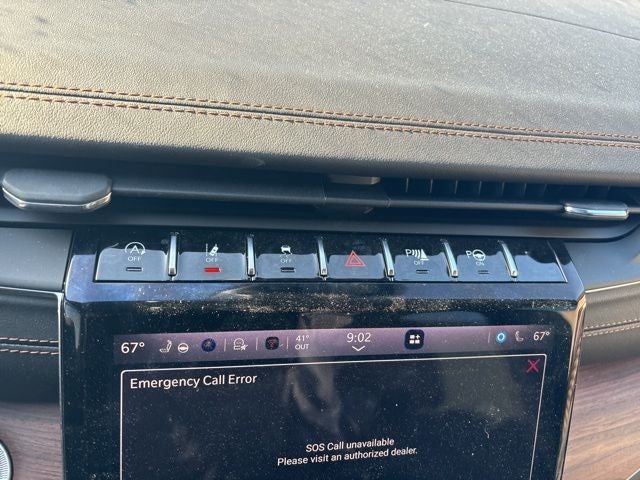 A OFF
OFF
OFF
P OFF
P ON
67° 41° OUT 9:02 67°
Emergency Call Error
SOS Call unavailable
Please visit an authorized dealer.